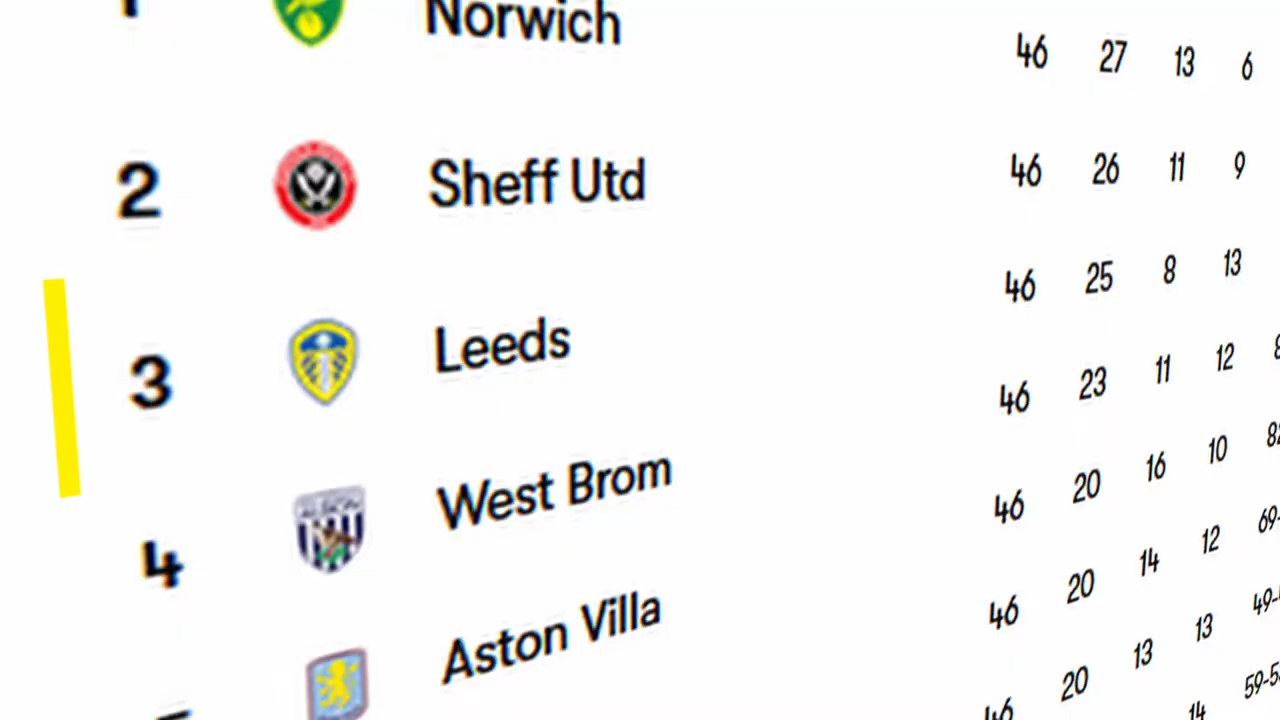 1 Norwich 46 27 13 6
2 Sheff Utd 46 26 11 9
3 Leeds 46 25 8 13
4 West Brom 46 23 11 12
Aston Villa 46 20 16 10
46 20 14 12
46 20 13 13
14